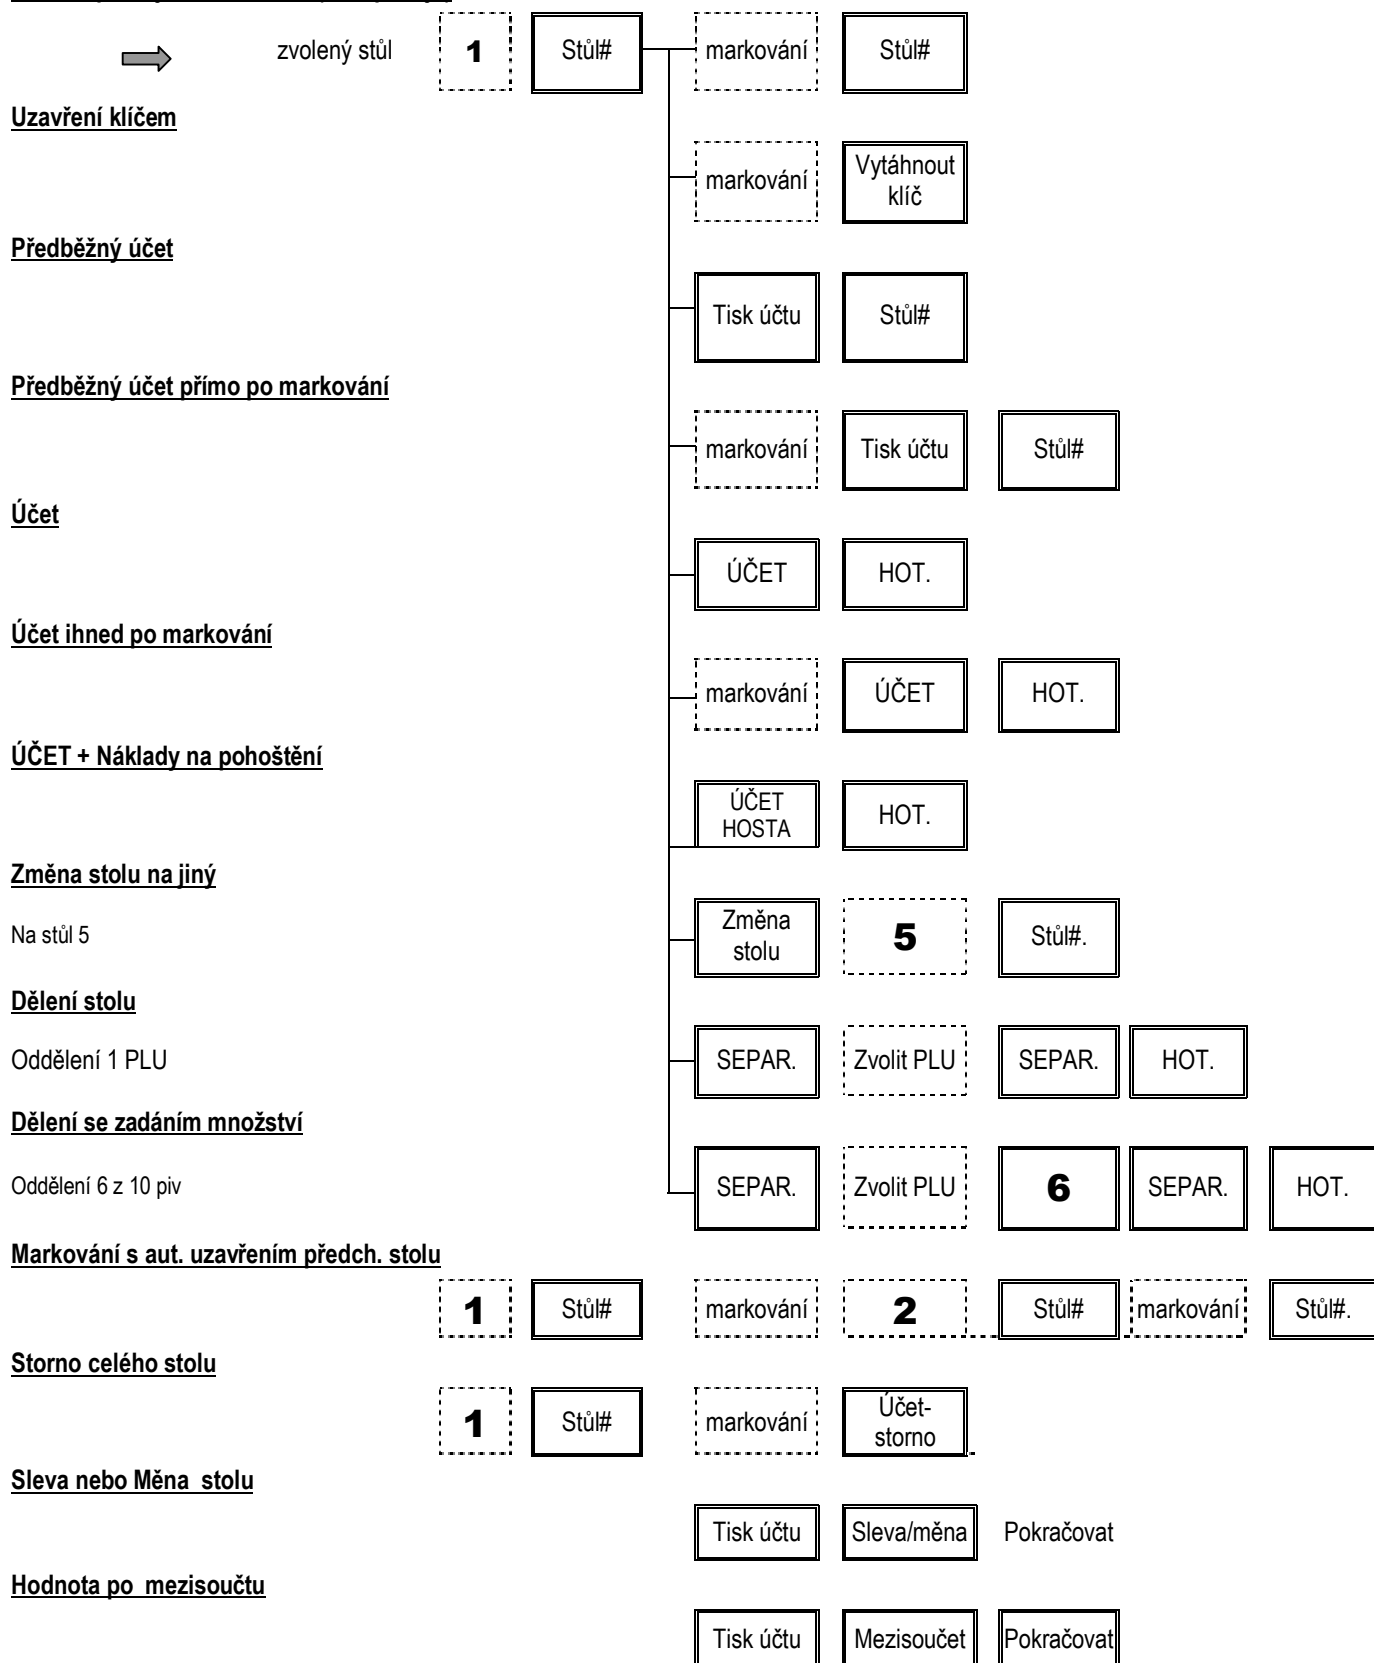 zvolený stůl 1 Stůl# markování Stůl#
Uzavření klíčem
markování Vytáhnout klíč
Předběžný účet
Tisk účtu Stůl#
Předběžný účet přímo po markování
markování Tisk účtu Stůl#
Účet
ÚČET HOT.
Účet ihned po markování
markování ÚČET HOT.
ÚČET + Náklady na pohoštění
ÚČET HOSTA HOT.
Změna stolu na jiný
Na stůl 5 Změna stolu 5 Stůl#.
Dělení stolu
Oddělení 1 PLU SEPAR. Zvolit PLU SEPAR. HOT.
Dělení se zadáním množství
Oddělení 6 z 10 piv SEPAR. Zvolit PLU 6 SEPAR. HOT.
Markování s aut. uzavřením předch. stolu
1 Stůl# markování 2 Stůl# markování Stůl#.
Storno celého stolu
1 Stůl# markování Účet-storno
Sleva nebo Měna stolu
Tisk účtu Sleva/měna Pokračovat
Hodnota po mezisoučtu
Tisk účtu Mezisoučet Pokračovat